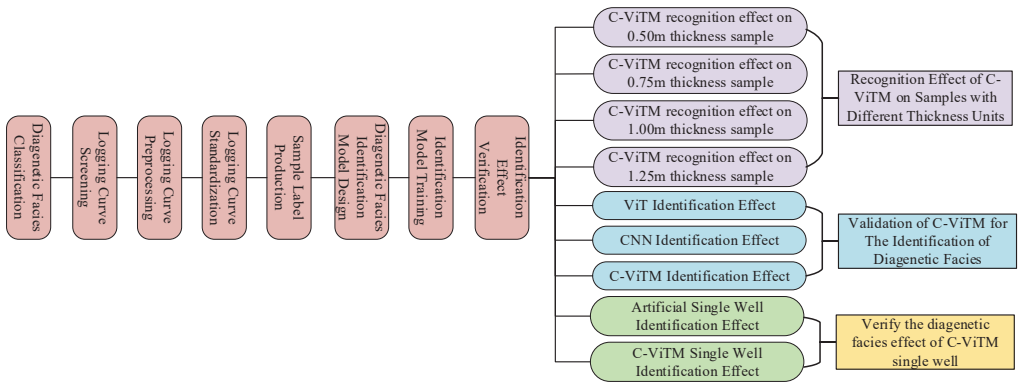 Diagenetic Facies
Classification
Logging Curve
Screening
Logging Curve
Preprocessing
Logging Curve
Standardization
Sample Label
Production
Diagenetic Facies
Identification
Model Design
Identification
Model Training
Identification
Effect
Verification
C-ViTM recognition effect on
0.50m thickness sample
C-ViTM recognition effect on
0.75m thickness sample
C-ViTM recognition effect on
1.00m thickness sample
C-ViTM recognition effect on
1.25m thickness sample
ViT Identification Effect
CNN Identification Effect
C-ViTM Identification Effect
Artificial Single Well
Identification Effect
C-ViTM Single Well
Identification Effect
Recognition Effect of C-
ViTM on Samples with
Different Thickness Units
Validation of C-ViTM for
The Identification of
Diagenetic Facies
Verify the diagenetic
facies effect of C-ViTM
single well